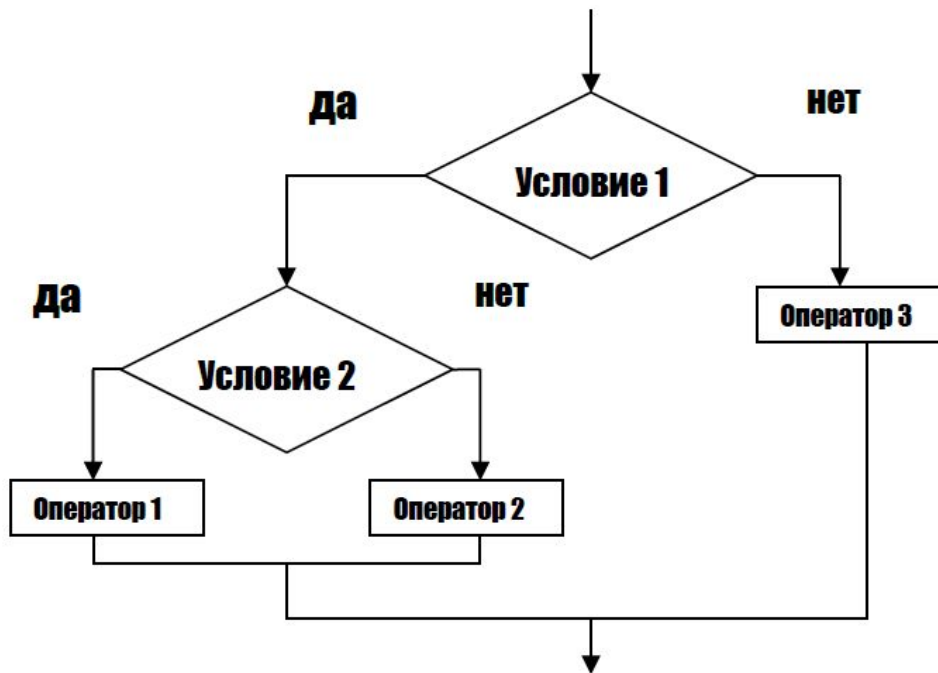 да
нет
Условие 1
да
нет
Оператор 3
Условие 2
Оператор 1
Оператор 2